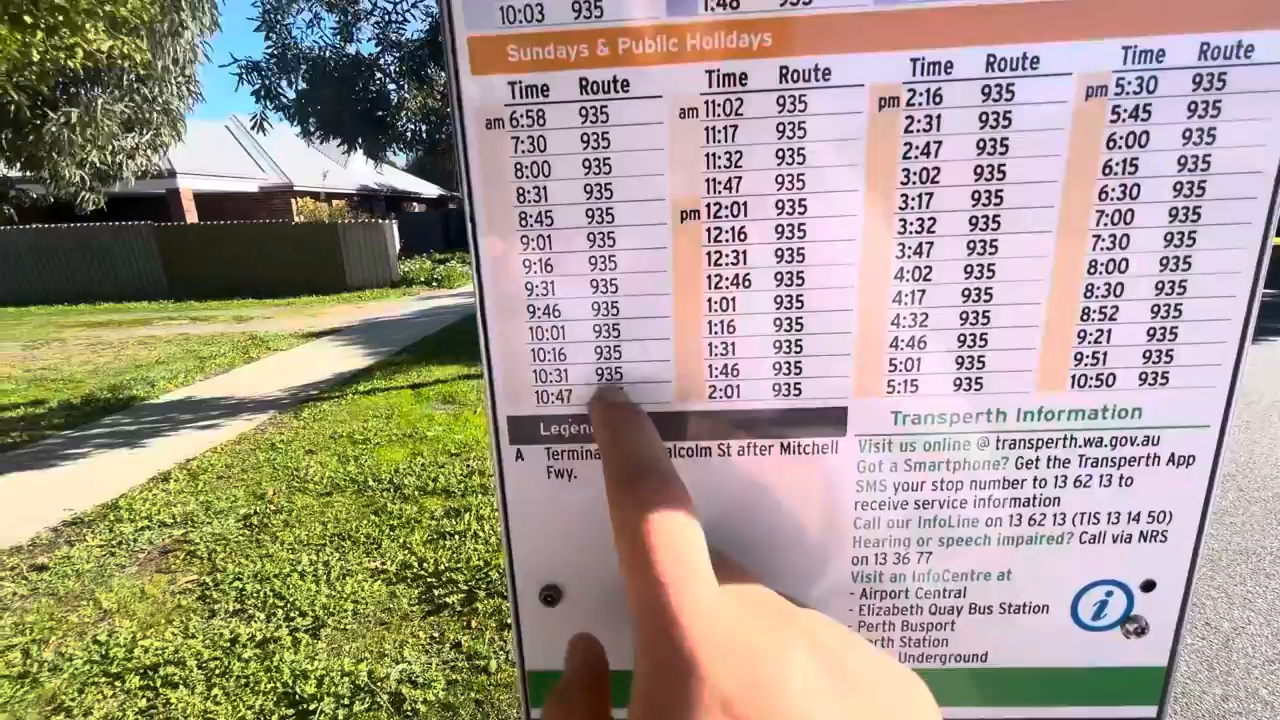 10:03 935
1:48 935
Sundays & Public Holidays
Time Route
am 6:58 935
7:30 935
8:00 935
8:31 935
8:45 935
9:01 935
9:16 935
9:31 935
9:46 935
10:01 935
10:16 935
10:31 935
10:47
Time Route
am 11:02 935
11:17 935
11:32 935
11:47 935
pm 12:01 935
12:16 935
12:31 935
12:46 935
1:01 935
1:16 935
1:31 935
1:46 935
2:01 935
Time Route
pm 2:16 935
2:31 935
2:47 935
3:02 935
3:17 935
3:32 935
3:47 935
4:02 935
4:17 935
4:32 935
4:46 935
5:01 935
5:15 935
Time Route
pm 5:30 935
5:45 935
6:00 935
6:15 935
6:30 935
7:00 935
7:30 935
8:00 935
8:30 935
8:52 935
9:21 935
9:51 935
10:50 935
Legen
A Termina alcolm St after Mitchell
Fwy.
Transperth Information
Visit us online @ transperth.wa.gov.au
Got a Smartphone? Get the Transperth App
SMS your stop number to 13 62 13 to
receive service information
Call our InfoLine on 13 62 13 (TIS 13 14 50)
Hearing or speech impaired? Call via NRS
on 13 36 77
Visit an InfoCentre at
- Airport Central
- Elizabeth Quay Bus Station
- Perth Busport
rth Station
Underground
i